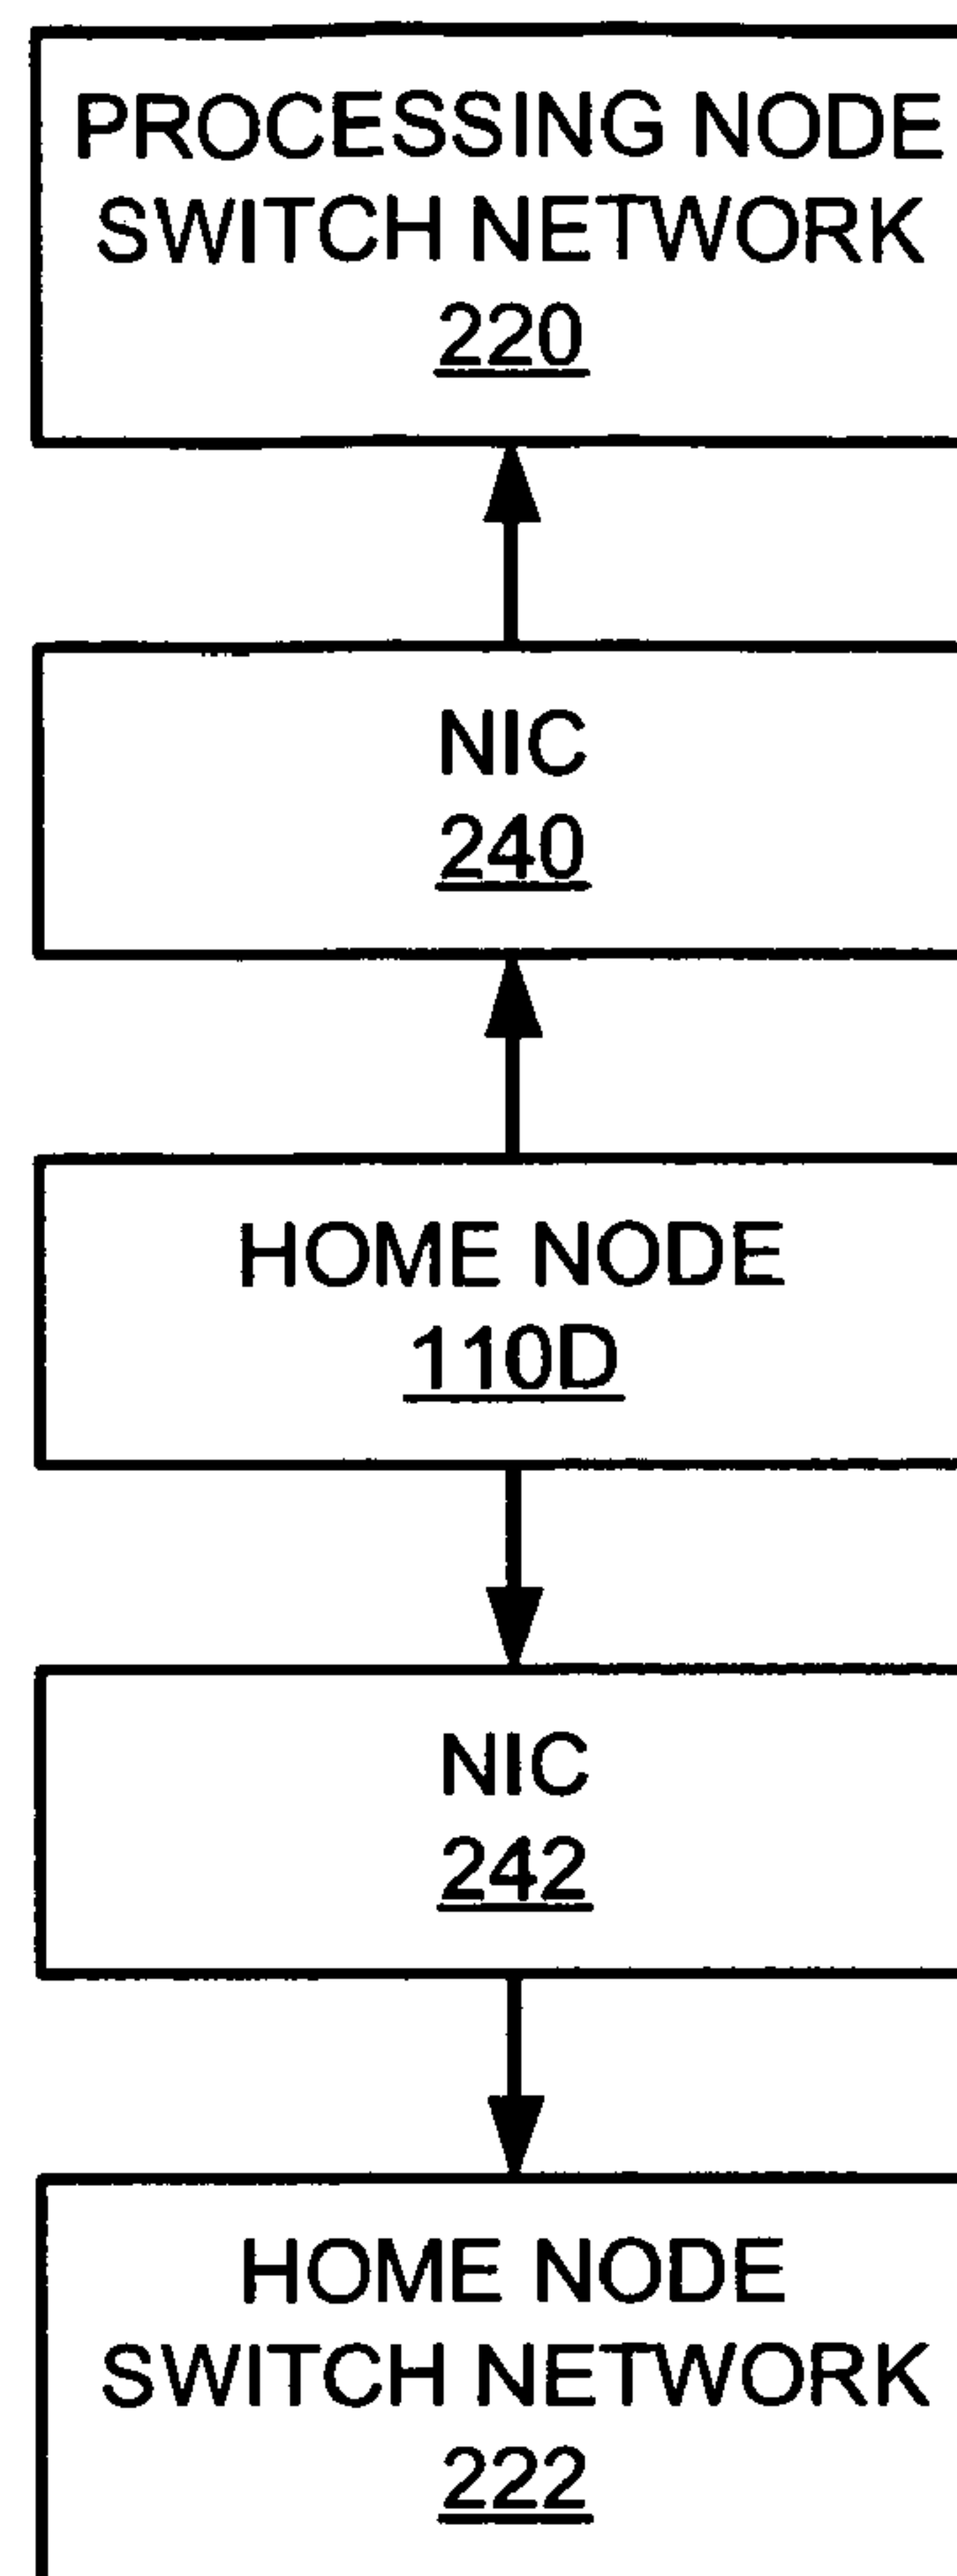 PROCESSING NODE
SWITCH NETWORK
220
NIC
240
HOME NODE
110D
NIC
242
HOME NODE
SWITCH NETWORK
222